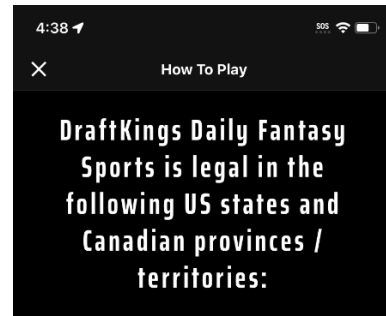 4:38
SOS
How To Play
DraftKings Daily Fantasy
Sports is legal in the
following US states and
Canadian provinces /
territories: